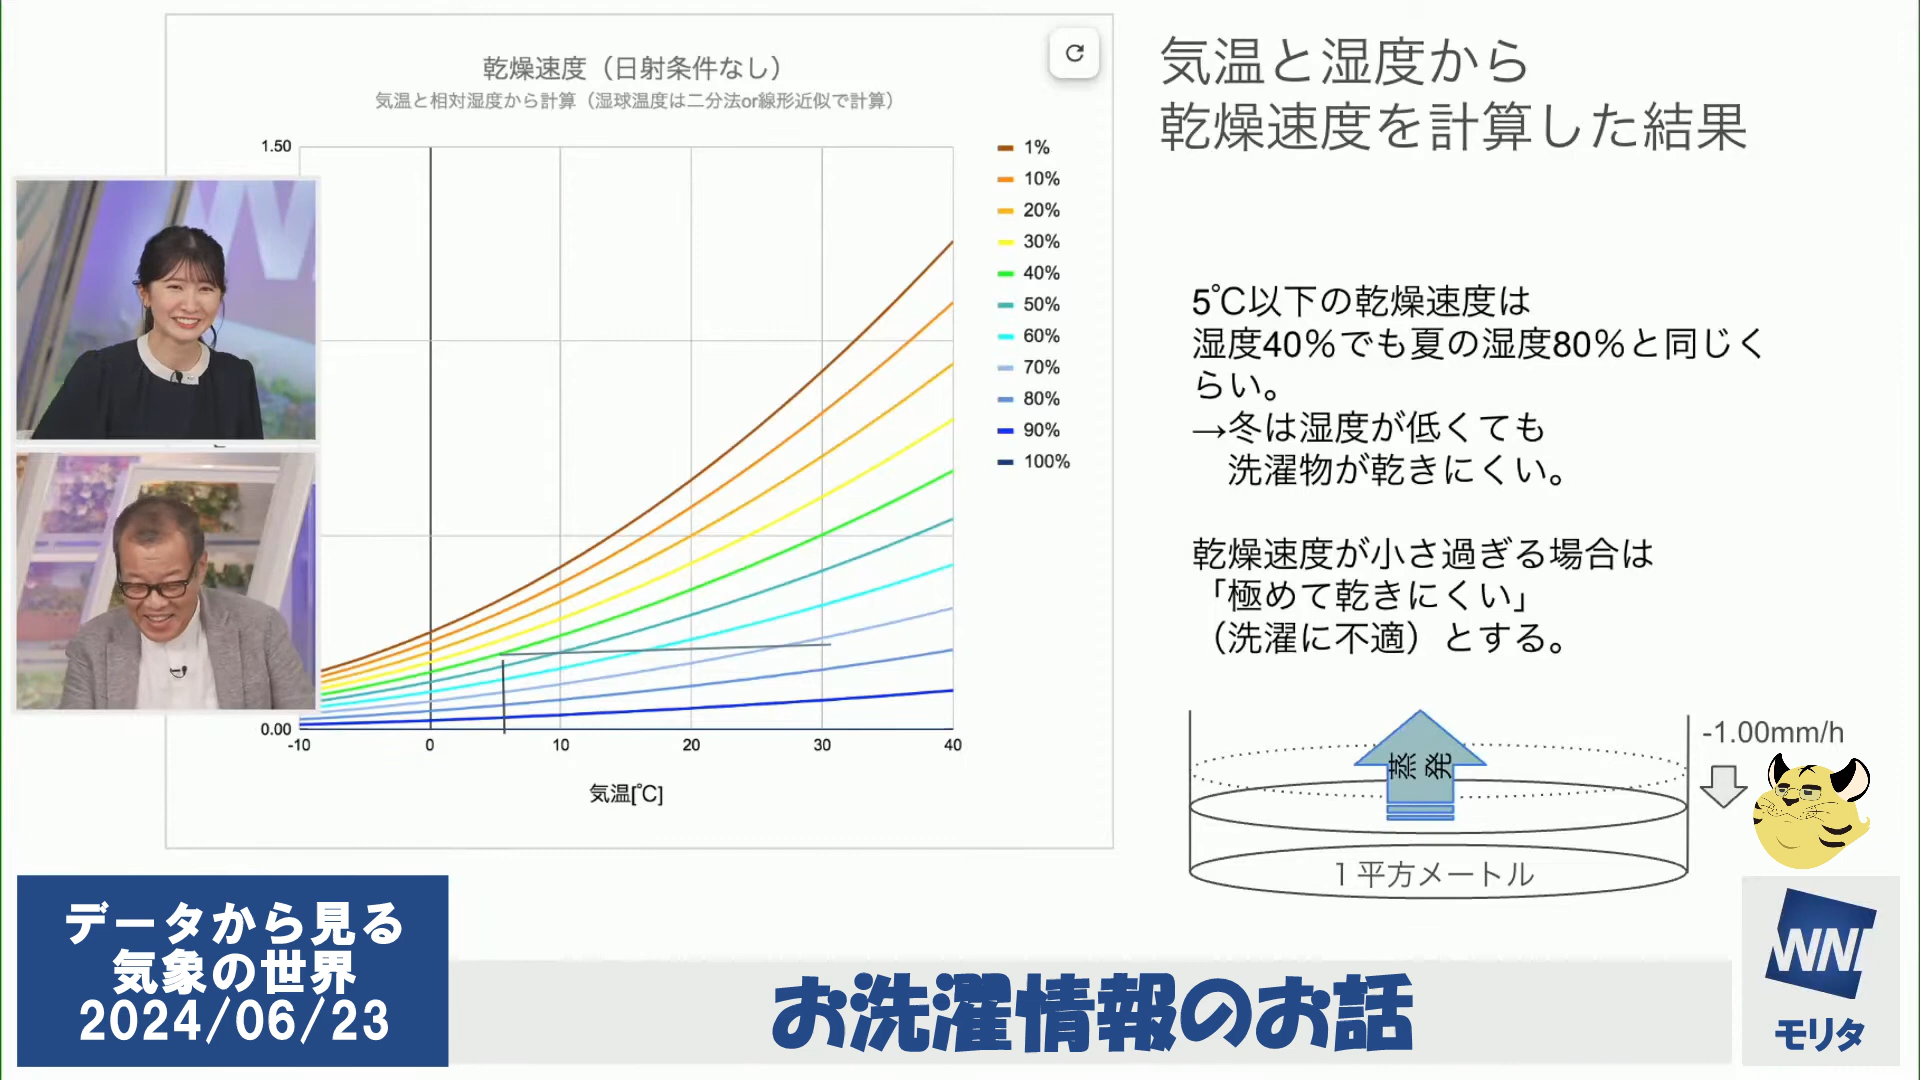 乾燥速度（日射条件なし）
気温と相対湿度から計算（湿球温度は二分法or線形近似で計算）
1.50
0.00
-10
0
10
20
30
40
気温[℃]
1%
10%
20%
30%
40%
50%
60%
70%
80%
90%
100%
気温と湿度から
乾燥速度を計算した結果
5℃以下の乾燥速度は
湿度40％でも夏の湿度80％と同じく
らい。
→冬は湿度が低くても
洗濯物が乾きにくい。
乾燥速度が小さ過ぎる場合は
「極めて乾きにくい」
（洗濯に不適）とする。
蒸発
-1.00mm/h
1平方メートル
データから見る
気象の世界
2024/06/23
お洗濯情報のお話
WNI
モリタ